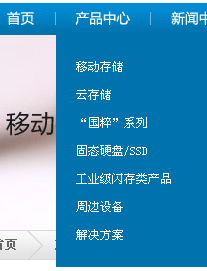 首页 产品中心 新闻中
移动存储
云存储
“国粹”系列
移动
固态硬盘/SSD
工业级闪存类产品
周边设备
解决方案
首页